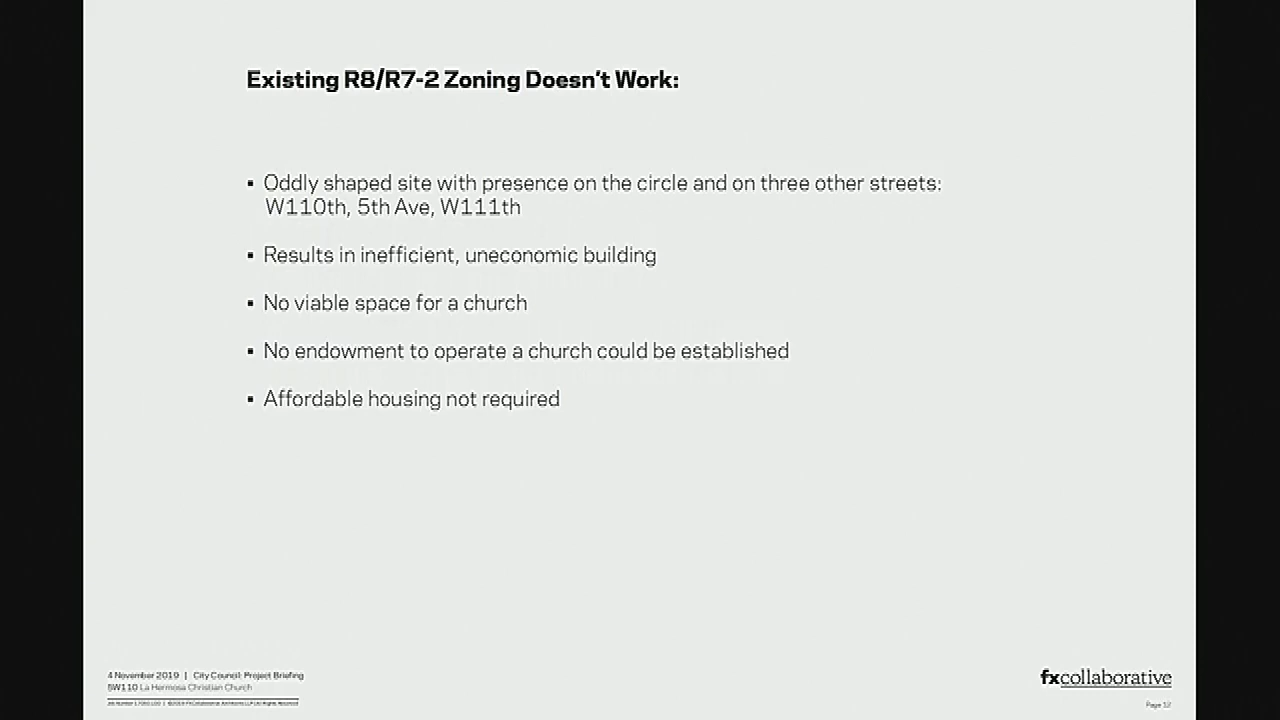 Existing R8/R7-2 Zoning Doesn't Work:
▪ Oddly shaped site with presence on the circle and on three other streets:
W110th, 5th Ave, W111th
▪ Results in inefficient, uneconomic building
▪ No viable space for a church
▪ No endowment to operate a church could be established
▪ Affordable housing not required
4 November 2019 | City Council: Project Briefing
5W110 La Hermosa Christian Church
fxcollaborative
Page 12